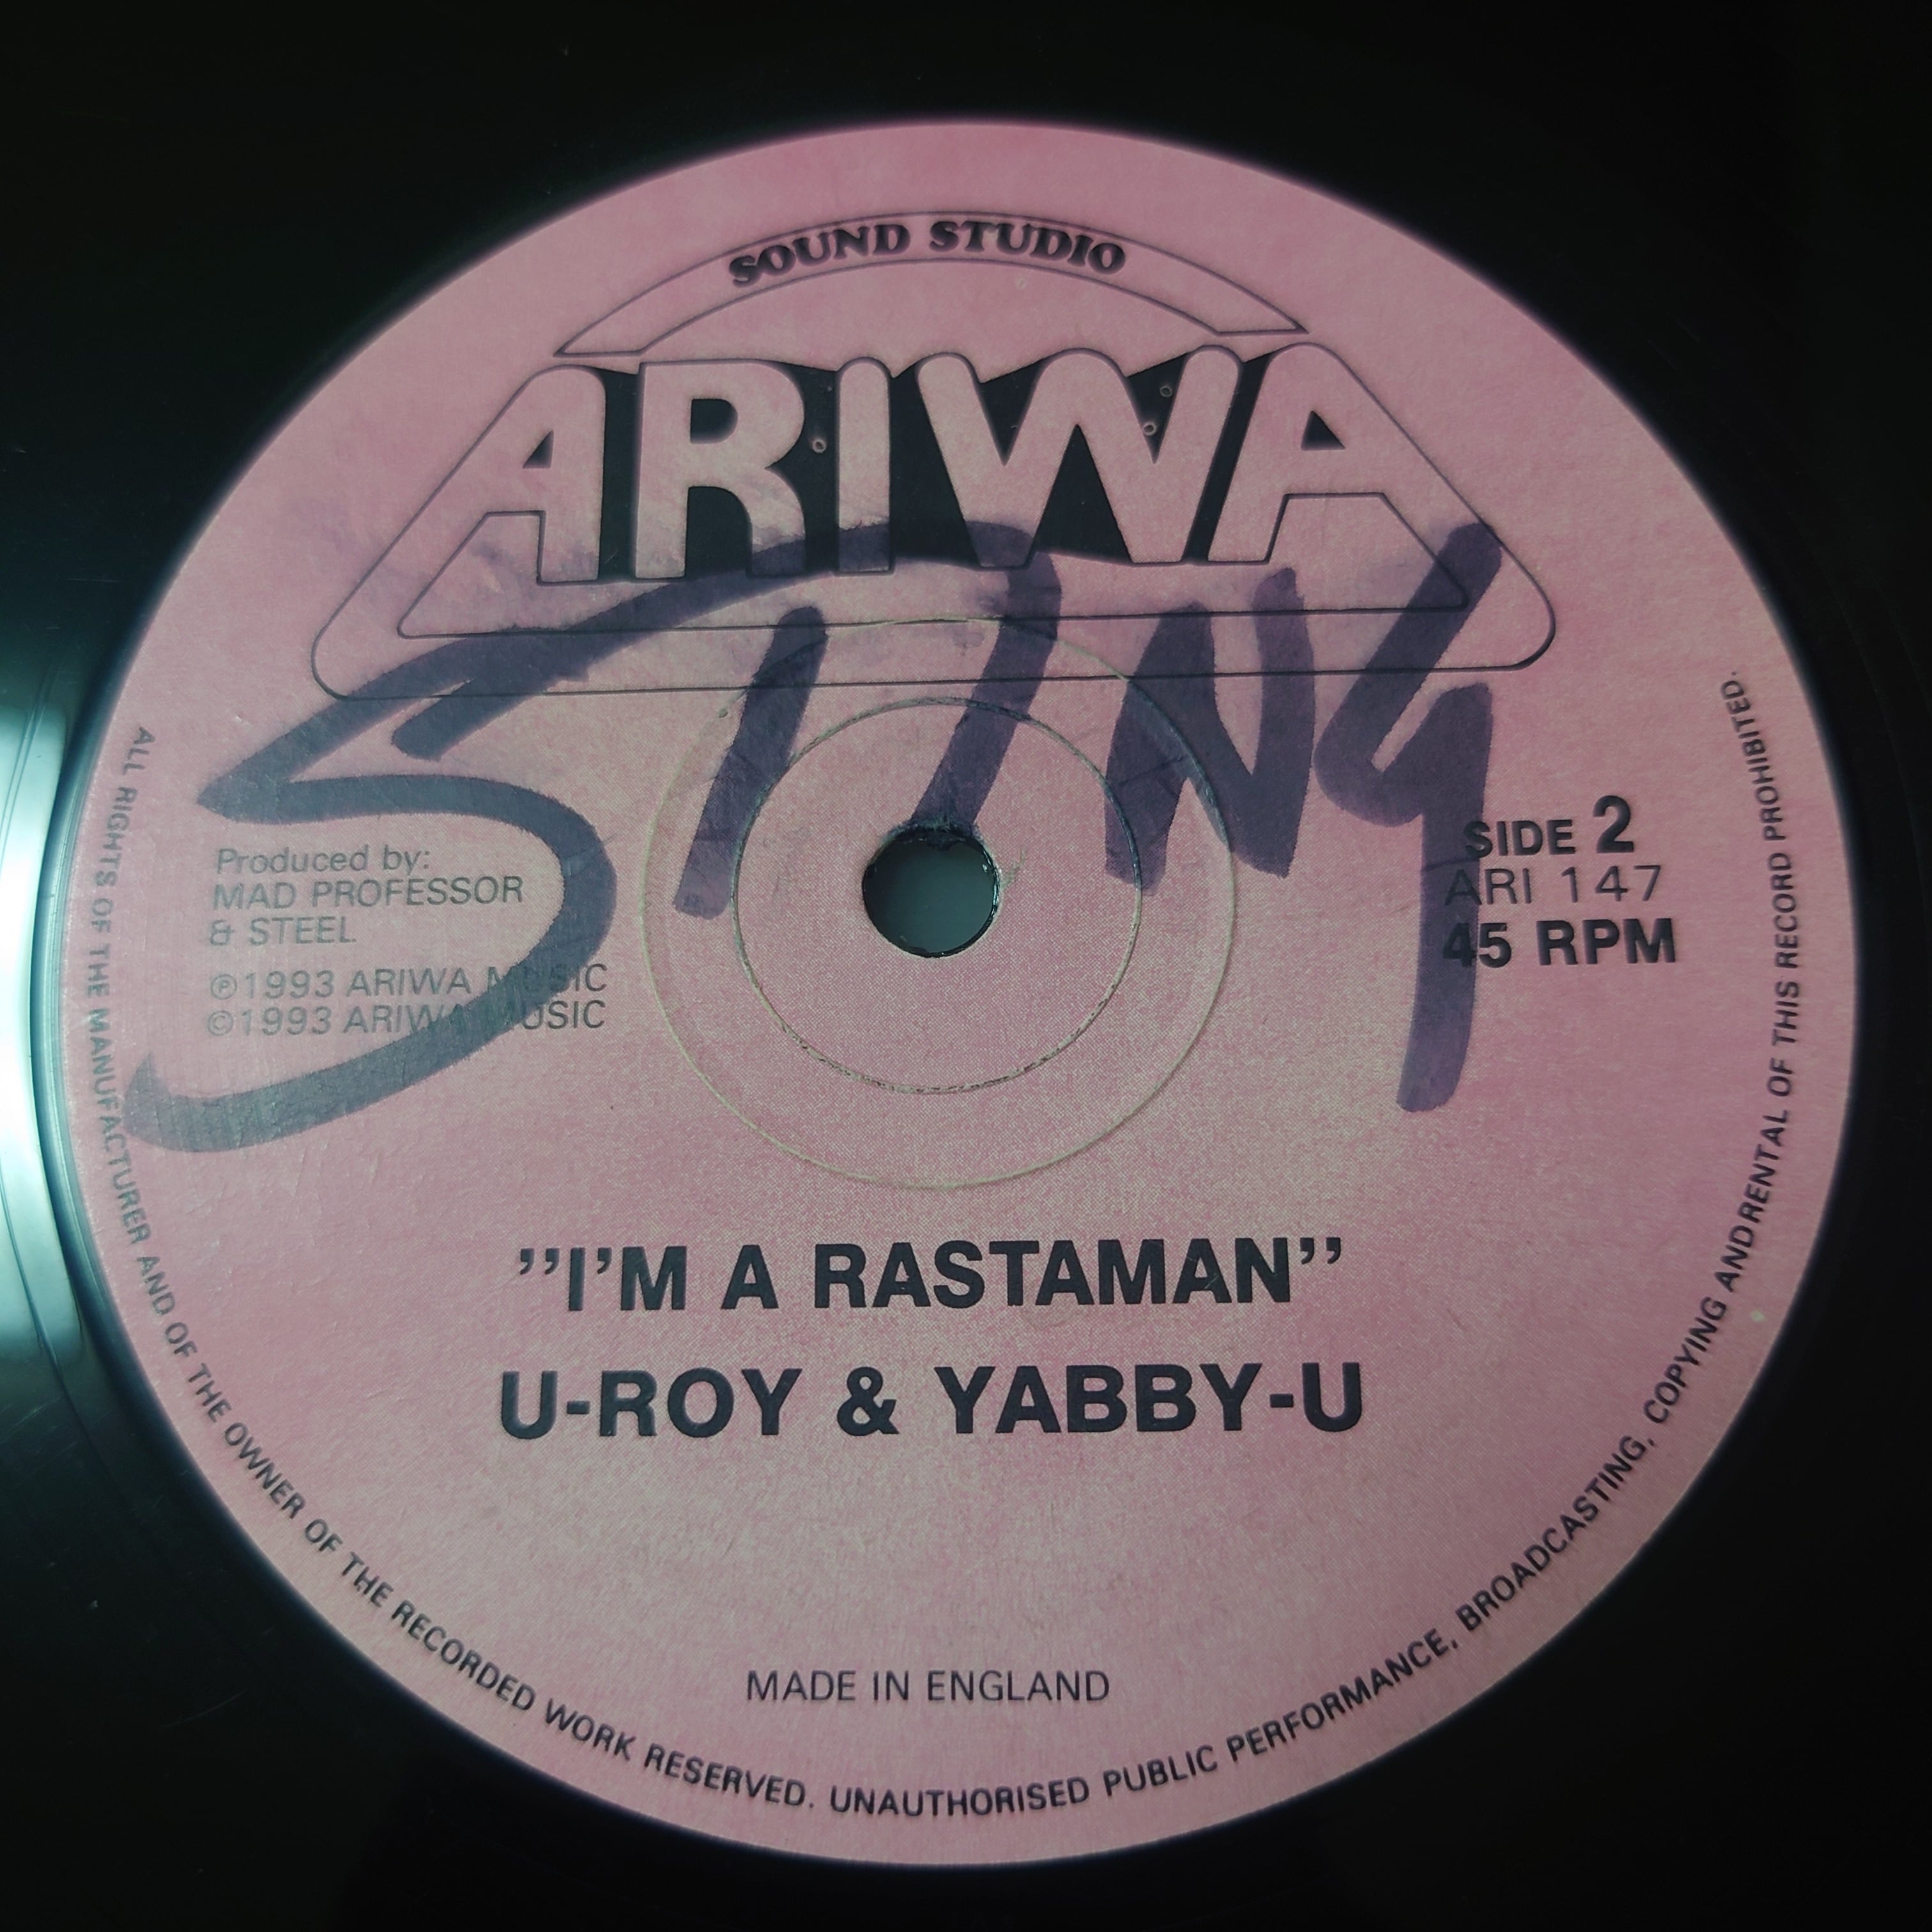 SOUND STUDIO
ARIWA
STING
Produced by:
MAD PROFESSOR
& STEEL
℗1993 ARIWA MUSIC
©1993 ARIWA MUSIC
SIDE 2
ARI 147
45 RPM
"I'M A RASTAMAN"
U-ROY & YABBY-U
MADE IN ENGLAND
ALL RIGHTS OF THE MANUFACTURER AND OF THE OWNER OF THE RECORDED WORK RESERVED. UNAUTHORISED PUBLIC PERFORMANCE, BROADCASTING, COPYING ANDRENTAL OF THIS RECORD PROHIBITED.